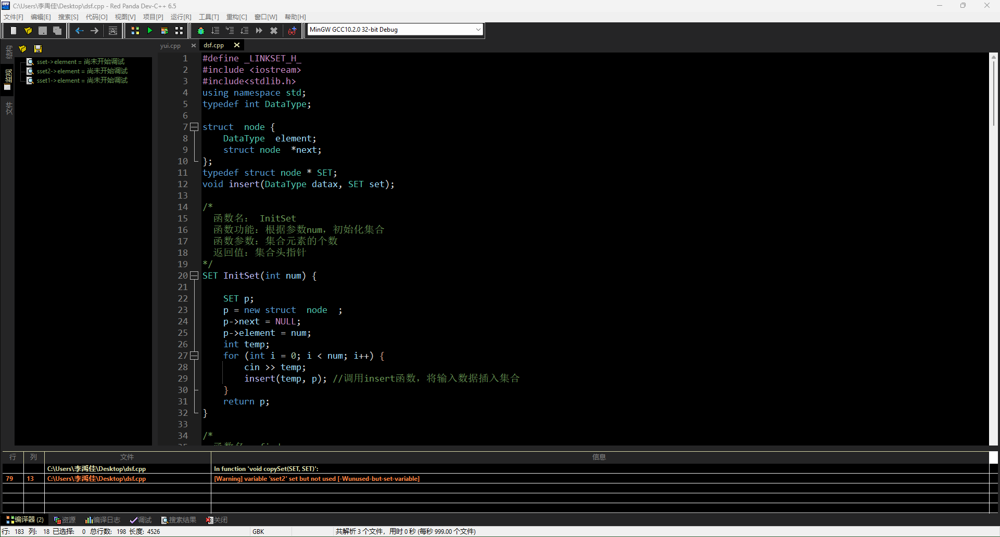 C:\Users\李禹佳\Desktop\dsf.cpp - Red Panda Dev-C++ 6.5
文件[F] 编辑[E] 搜索[S] 代码[O] 视图[V] 项目[P] 运行[R] 工具[T] 重构[C] 窗口[W] 帮助[H]
MinGW GCC10.2.0 32-bit Debug
结构
监视
文件
sset->element = 尚未开始调试
sset2->element = 尚未开始调试
sset1->element = 尚未开始调试
yui.cpp dsf.cpp
1 #define _LINKSET_H_
2 #include <iostream>
3 #include<stdlib.h>
4 using namespace std;
5 typedef int DataType;
6
7 struct  node {
8     DataType  element;
9     struct node  *next;
10 };
11 typedef struct node * SET;
12 void insert(DataType datax, SET set);
13
14 /*
15   函数名： InitSet
16   函数功能：根据参数num，初始化集合
17   函数参数：集合元素的个数
18   返回值：集合头指针
19 */
20 SET InitSet(int num) {
21
22     SET p;
23     p = new struct  node  ;
24     p->next = NULL;
25     p->element = num;
26     int temp;
27     for (int i = 0; i < num; i++) {
28         cin >> temp;
29         insert(temp, p); //调用insert函数，将输入数据插入集合
30     }
31     return p;
32 }
33
34 /*
行 列 文件 信息
C:\Users\李禹佳\Desktop\dsf.cpp In function 'void copySet(SET, SET)':
79 13 C:\Users\李禹佳\Desktop\dsf.cpp [Warning] variable 'sset2' set but not used [-Wunused-but-set-variable]
编译器 (2) 资源 编译日志 调试 搜索结果 关闭
行: 183 列: 18 已选择: 0 总行数: 198 长度: 4526 GBK 共解析 3 个文件，用时 0 秒 (每秒 999.00 个文件)